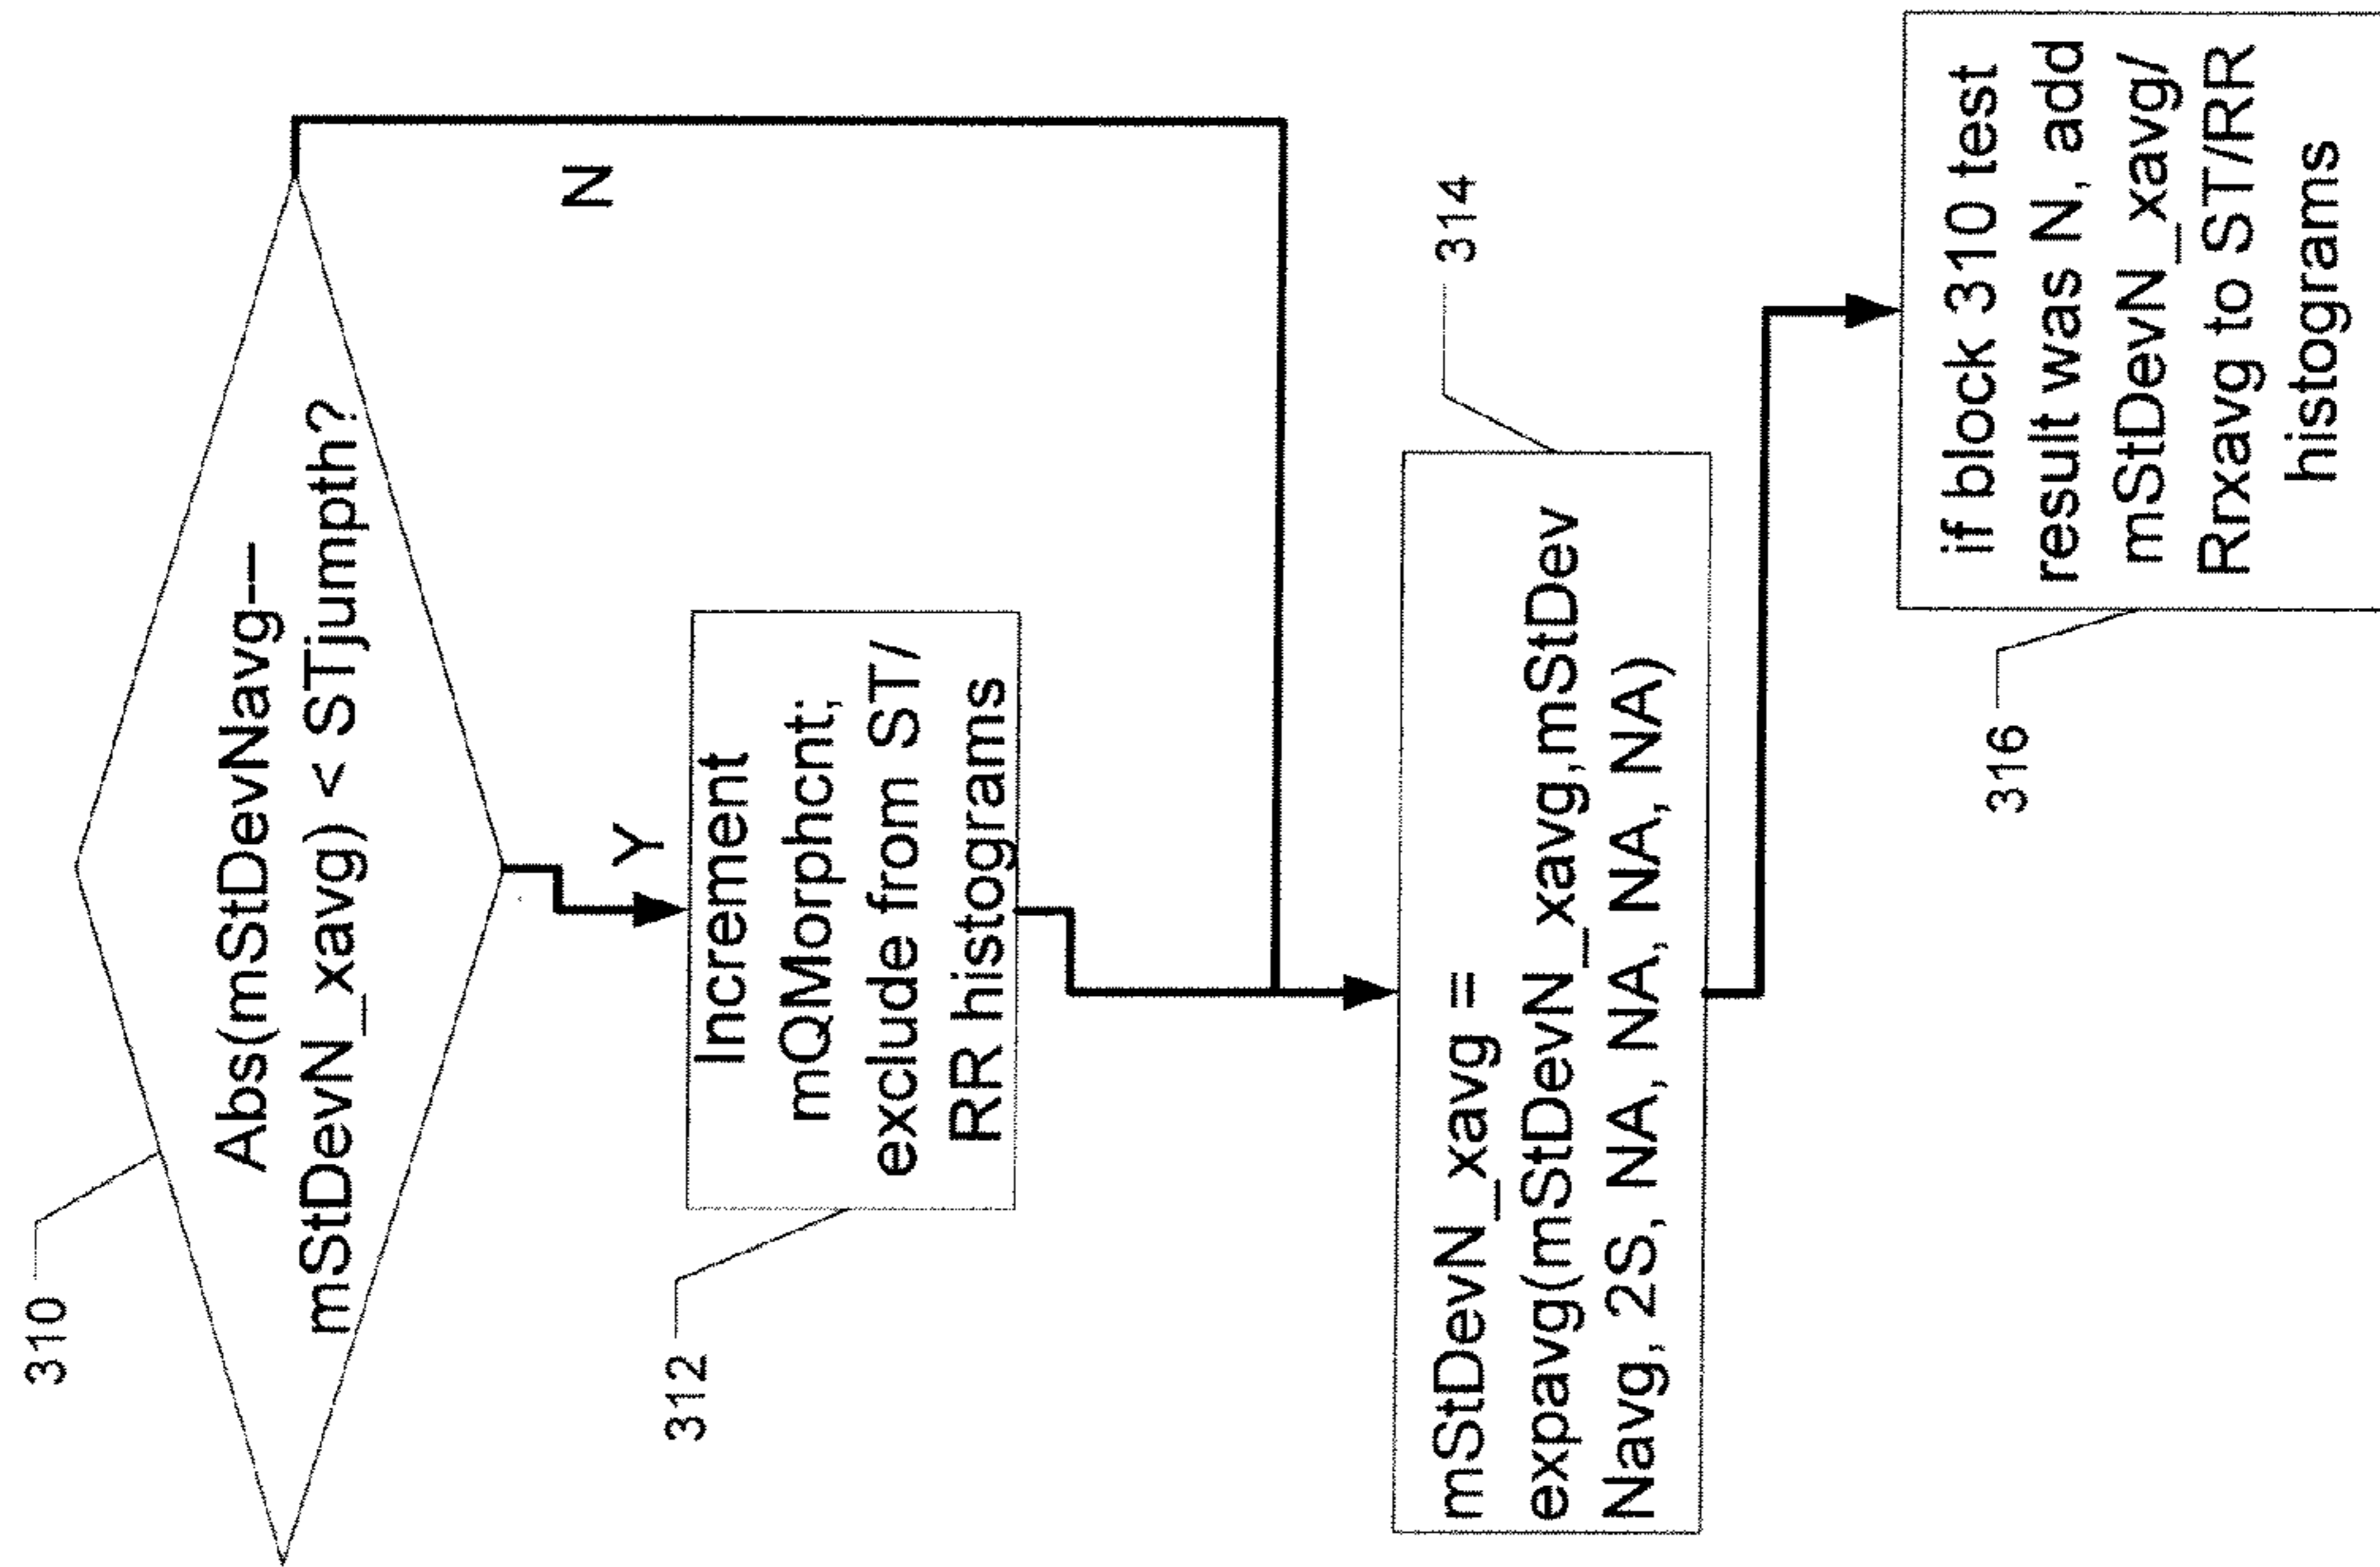 310
Abs(mStDevNavg–
mStDevN_xavg) < STjumpth?
N
Y
312
Increment
mQMorphcnt;
exclude from ST/
RR histograms
314
mStDevN_xavg =
expavg(mStDevN_xavg,mStDev
Navg, 2S, NA, NA, NA, NA)
316
if block 310 test
result was N, add
mStDevN_xavg/
Rrxavg to ST/RR
histograms